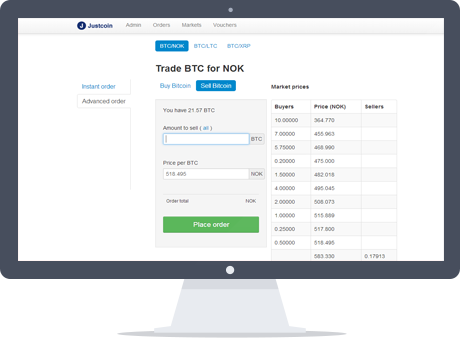 Justcoin Admin Orders Markets Vouchers
BTC/NOK BTC/LTC BTC/XRP
Trade BTC for NOK
Instant order
Advanced order
Buy Bitcoin Sell Bitcoin
You have 21.57 BTC
Amount to sell ( all )
BTC
Price per BTC
518.495 NOK
Order total NOK
Place order
Market prices
Buyers Price (NOK) Sellers
10.00000 364.770
7.00000 455.963
5.75000 468.990
0.20000 475.000
1.50000 482.018
4.00000 495.045
2.00000 508.073
1.00000 515.889
0.25000 517.800
0.50000 518.495
583.330 0.17913